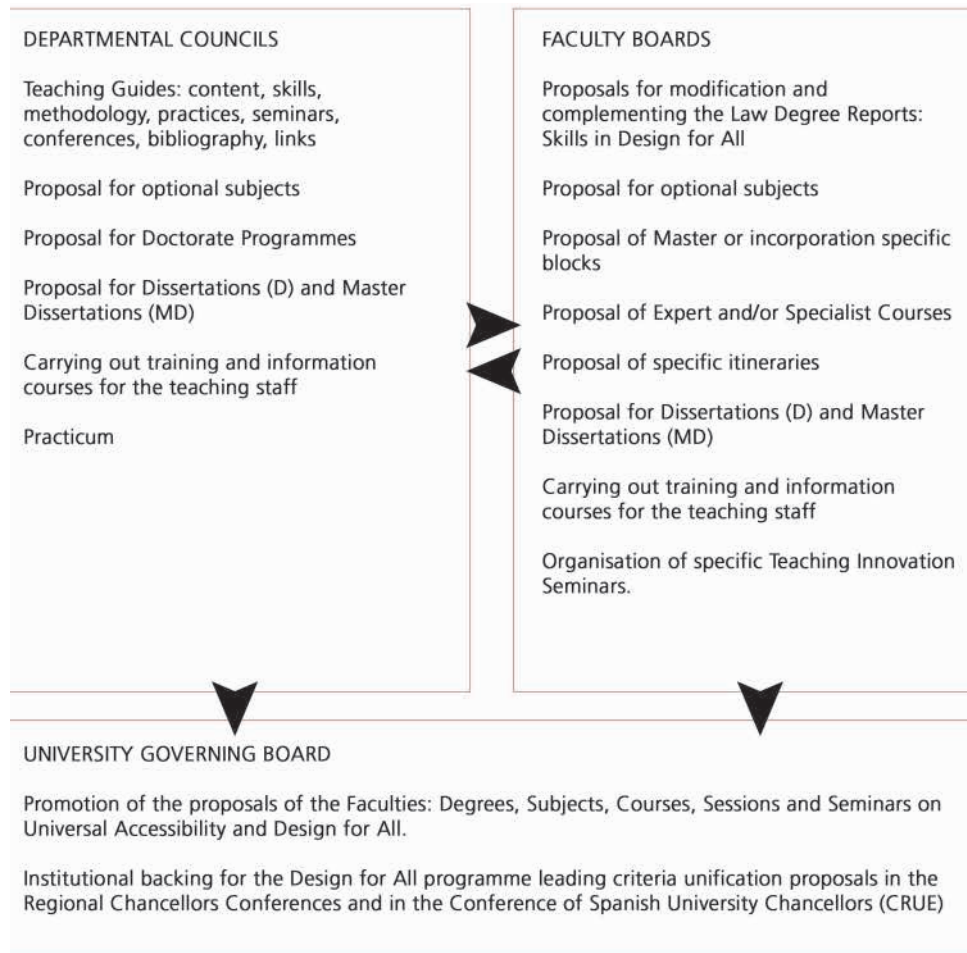 DEPARTMENTAL COUNCILS
Teaching Guides: content, skills,
methodology, practices, seminars,
conferences, bibliography, links
Proposal for optional subjects
Proposal for Doctorate Programmes
Proposal for Dissertations (D) and Master
Dissertations (MD)
Carrying out training and information
courses for the teaching staff
Practicum
FACULTY BOARDS
Proposals for modification and
complementing the Law Degree Reports:
Skills in Design for All
Proposal for optional subjects
Proposal of Master or incorporation specific
blocks
Proposal of Expert and/or Specialist Courses
Proposal of specific itineraries
Proposal for Dissertations (D) and Master
Dissertations (MD)
Carrying out training and information
courses for the teaching staff
Organisation of specific Teaching Innovation
Seminars.
UNIVERSITY GOVERNING BOARD
Promotion of the proposals of the Faculties: Degrees, Subjects, Courses, Sessions and Seminars on
Universal Accessibility and Design for All.
Institutional backing for the Design for All programme leading criteria unification proposals in the
Regional Chancellors Conferences and in the Conference of Spanish University Chancellors (CRUE)